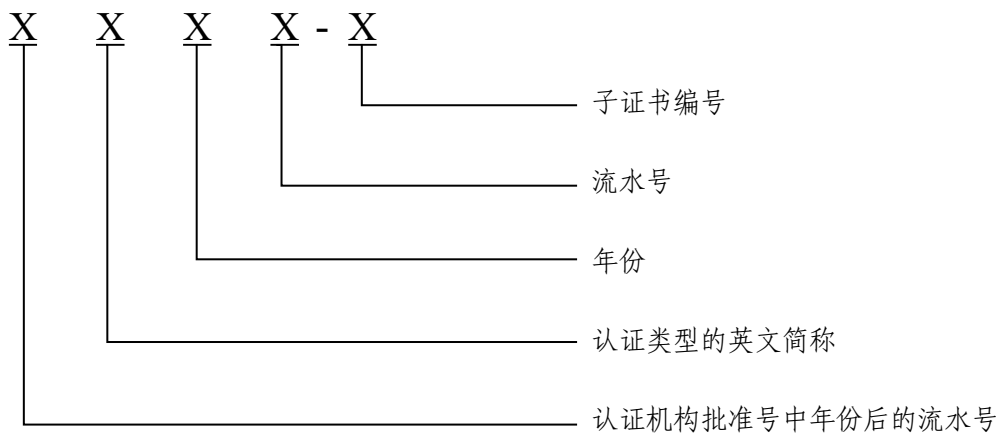 X X X X - X
子证书编号
流水号
年份
认证类型的英文简称
认证机构批准号中年份后的流水号